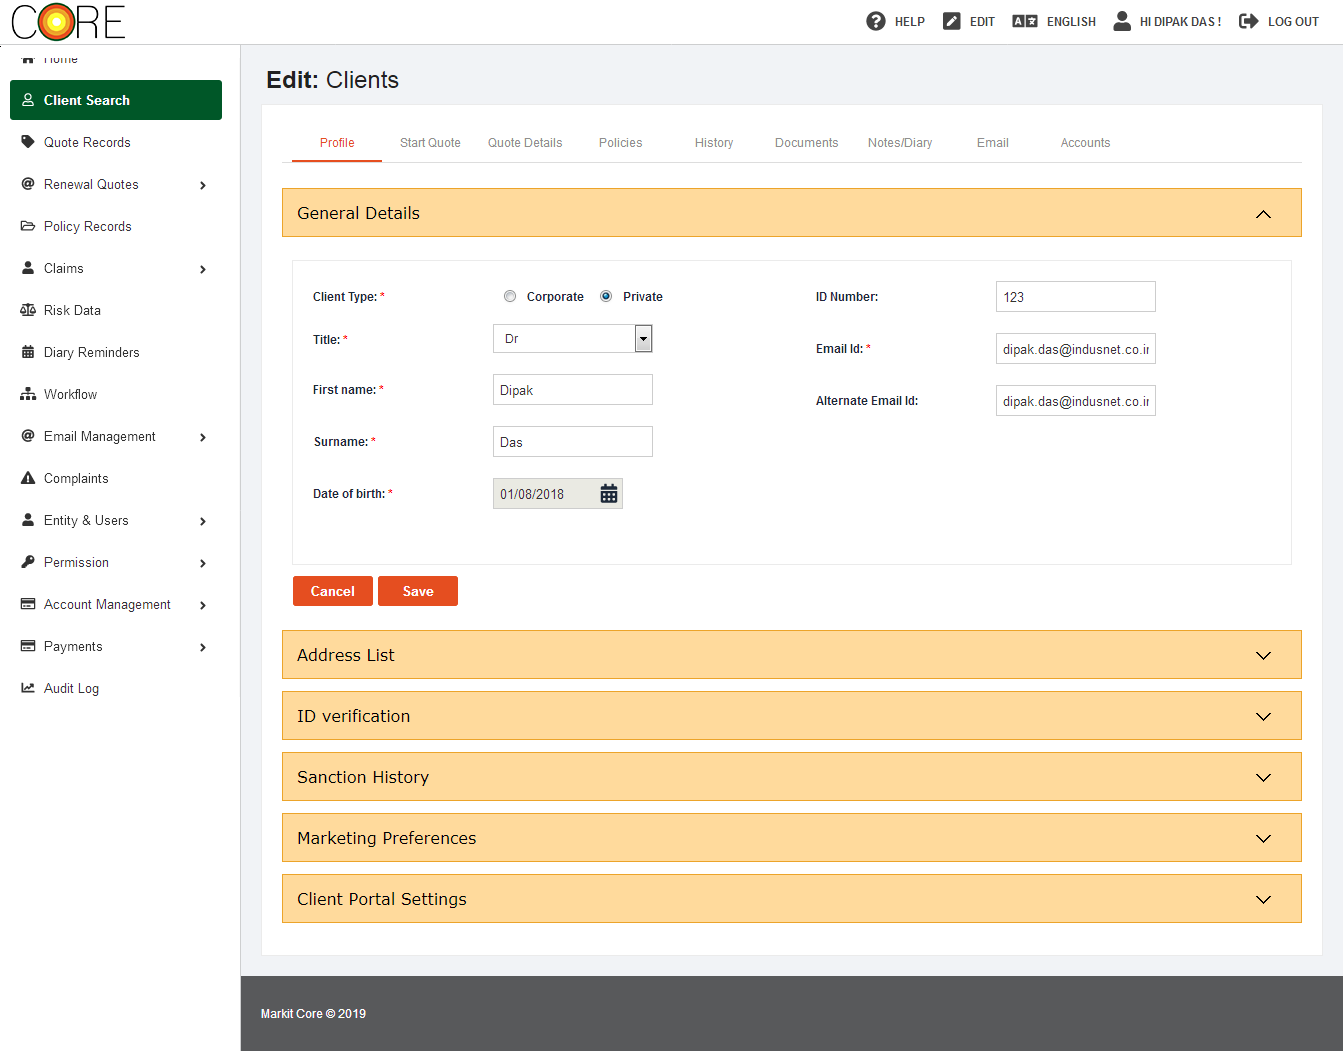 CORE
HELP EDIT ENGLISH HI DIPAK DAS ! LOG OUT
Home
Client Search
Quote Records
Renewal Quotes
Policy Records
Claims
Risk Data
Diary Reminders
Workflow
Email Management
Complaints
Entity & Users
Permission
Account Management
Payments
Audit Log
Edit: Clients
Profile Start Quote Quote Details Policies History Documents Notes/Diary Email Accounts
General Details
Client Type: * Corporate Private
Title: * Dr
First name: * Dipak
Surname: * Das
Date of birth: * 01/08/2018
ID Number: 123
Email Id: * dipak.das@indusnet.co.in
Alternate Email Id: dipak.das@indusnet.co.in
Cancel Save
Address List
ID verification
Sanction History
Marketing Preferences
Client Portal Settings
Markit Core © 2019